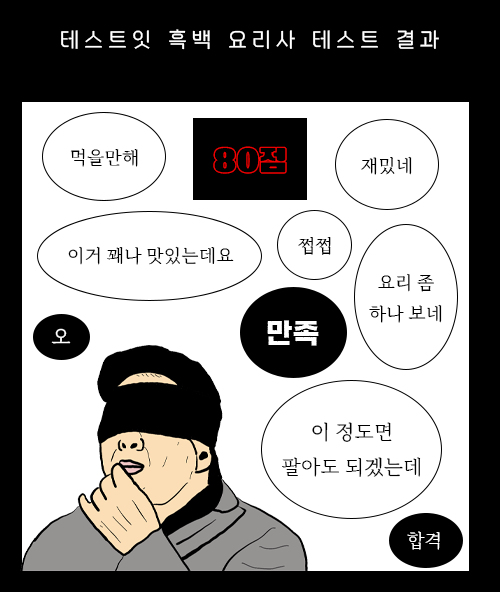 테스트잇 흑백 요리사 테스트 결과
먹을만해
80점
재밌네
이거 꽤나 맛있는데요
쩝쩝
요리 좀
하나 보네
오
만족
이 정도면
팔아도 되겠는데
합격